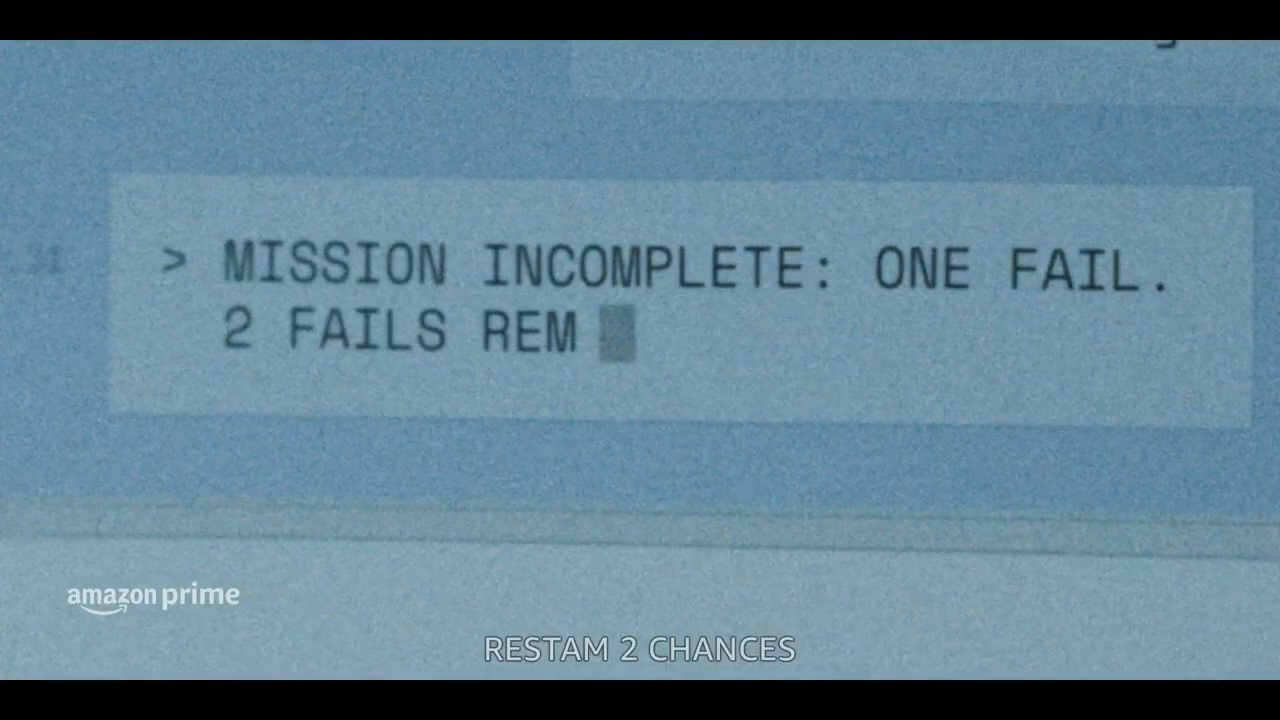 > MISSION INCOMPLETE: ONE FAIL.
2 FAILS REM
amazon prime
RESTAM 2 CHANCES